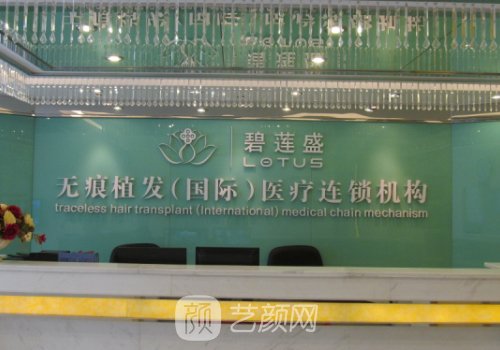 碧莲盛
LOTUS
无痕植发(国际)医疗连锁机构
traceless hair transplant (International) medical chain mechanism
颜 艺颜网